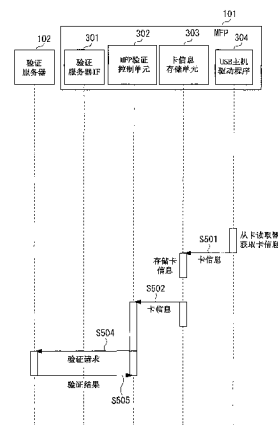 101
MFP
102
301
302
303
304
验证
服务器
验证
服务器IF
MFP验证
控制单元
卡信息
存储单元
USB主机
驱动程序
从卡读取器
获取卡信息
S501
卡信息
存储卡
信息
S502
卡信息
S504
验证请求
验证结果
S505